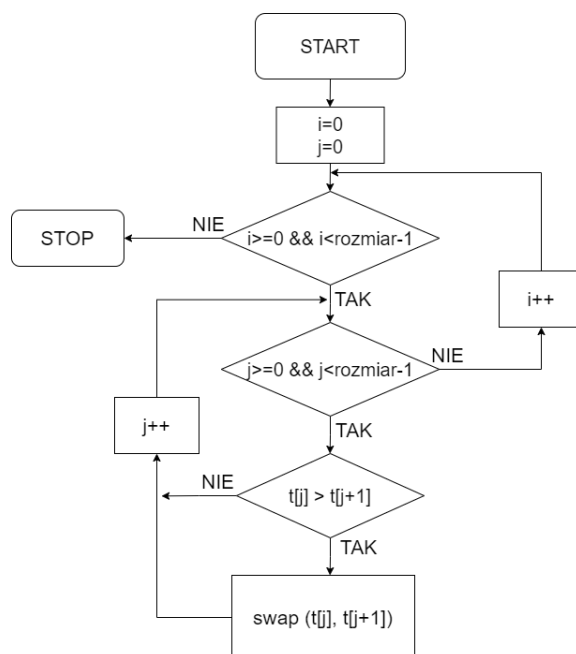 START
i=0
j=0
NIE
STOP
i>=0 && i<rozmiar-1
TAK
i++
j>=0 && j<rozmiar-1
NIE
j++
TAK
NIE
t[j] > t[j+1]
TAK
swap (t[j], t[j+1])